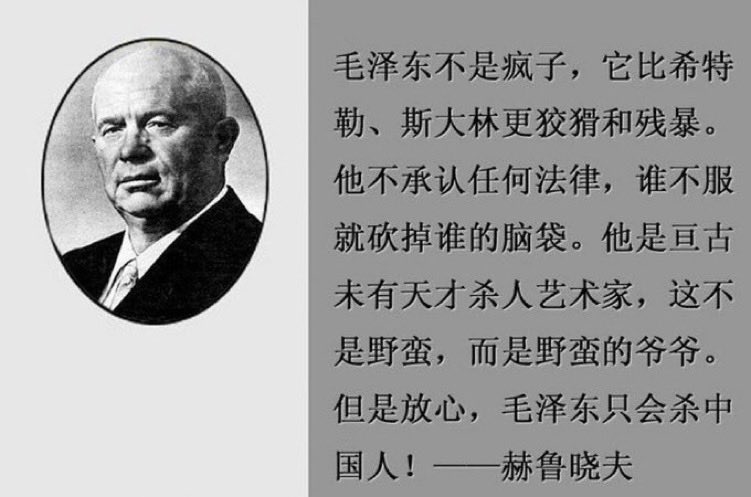 毛泽东不是疯子，它比希特
勒、斯大林更狡猾和残暴。
他不承认任何法律，谁不服
就砍掉谁的脑袋。他是亘古
未有天才杀人艺术家，这不
是野蛮，而是野蛮的爷爷。
但是放心，毛泽东只会杀中
国人！——赫鲁晓夫